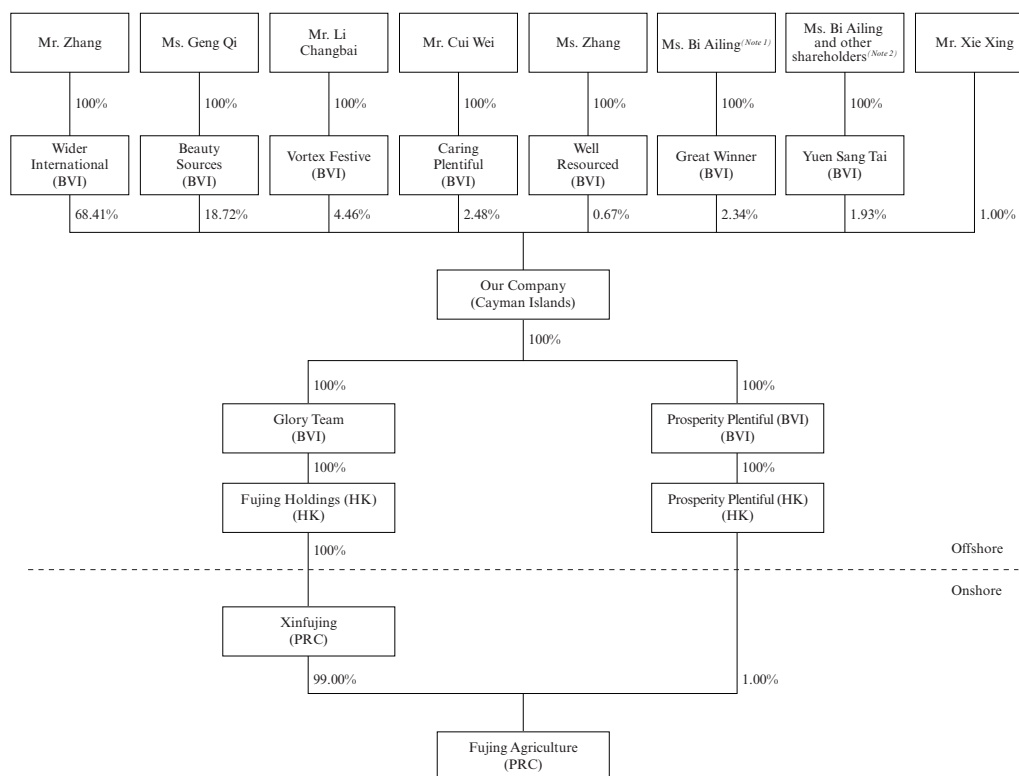 Mr. Zhang
Ms. Geng Qi
Mr. Li
Changbai
Mr. Cui Wei
Ms. Zhang
Ms. Bi Ailing(Note 1)
Ms. Bi Ailing
and other
shareholders(Note 2)
Mr. Xie Xing
100%
100%
100%
100%
100%
100%
100%
Wider
International
(BVI)
Beauty
Sources
(BVI)
Vortex Festive
(BVI)
Caring
Plentiful
(BVI)
Well
Resourced
(BVI)
Great Winner
(BVI)
Yuen Sang Tai
(BVI)
68.41%
18.72%
4.46%
2.48%
0.67%
2.34%
1.93%
1.00%
Our Company
(Cayman Islands)
100%
100%
100%
Glory Team
(BVI)
Prosperity Plentiful (BVI)
(BVI)
100%
100%
Fujing Holdings (HK)
(HK)
Prosperity Plentiful (HK)
(HK)
100%
Offshore
Onshore
Xinfujing
(PRC)
99.00%
1.00%
Fujing Agriculture
(PRC)